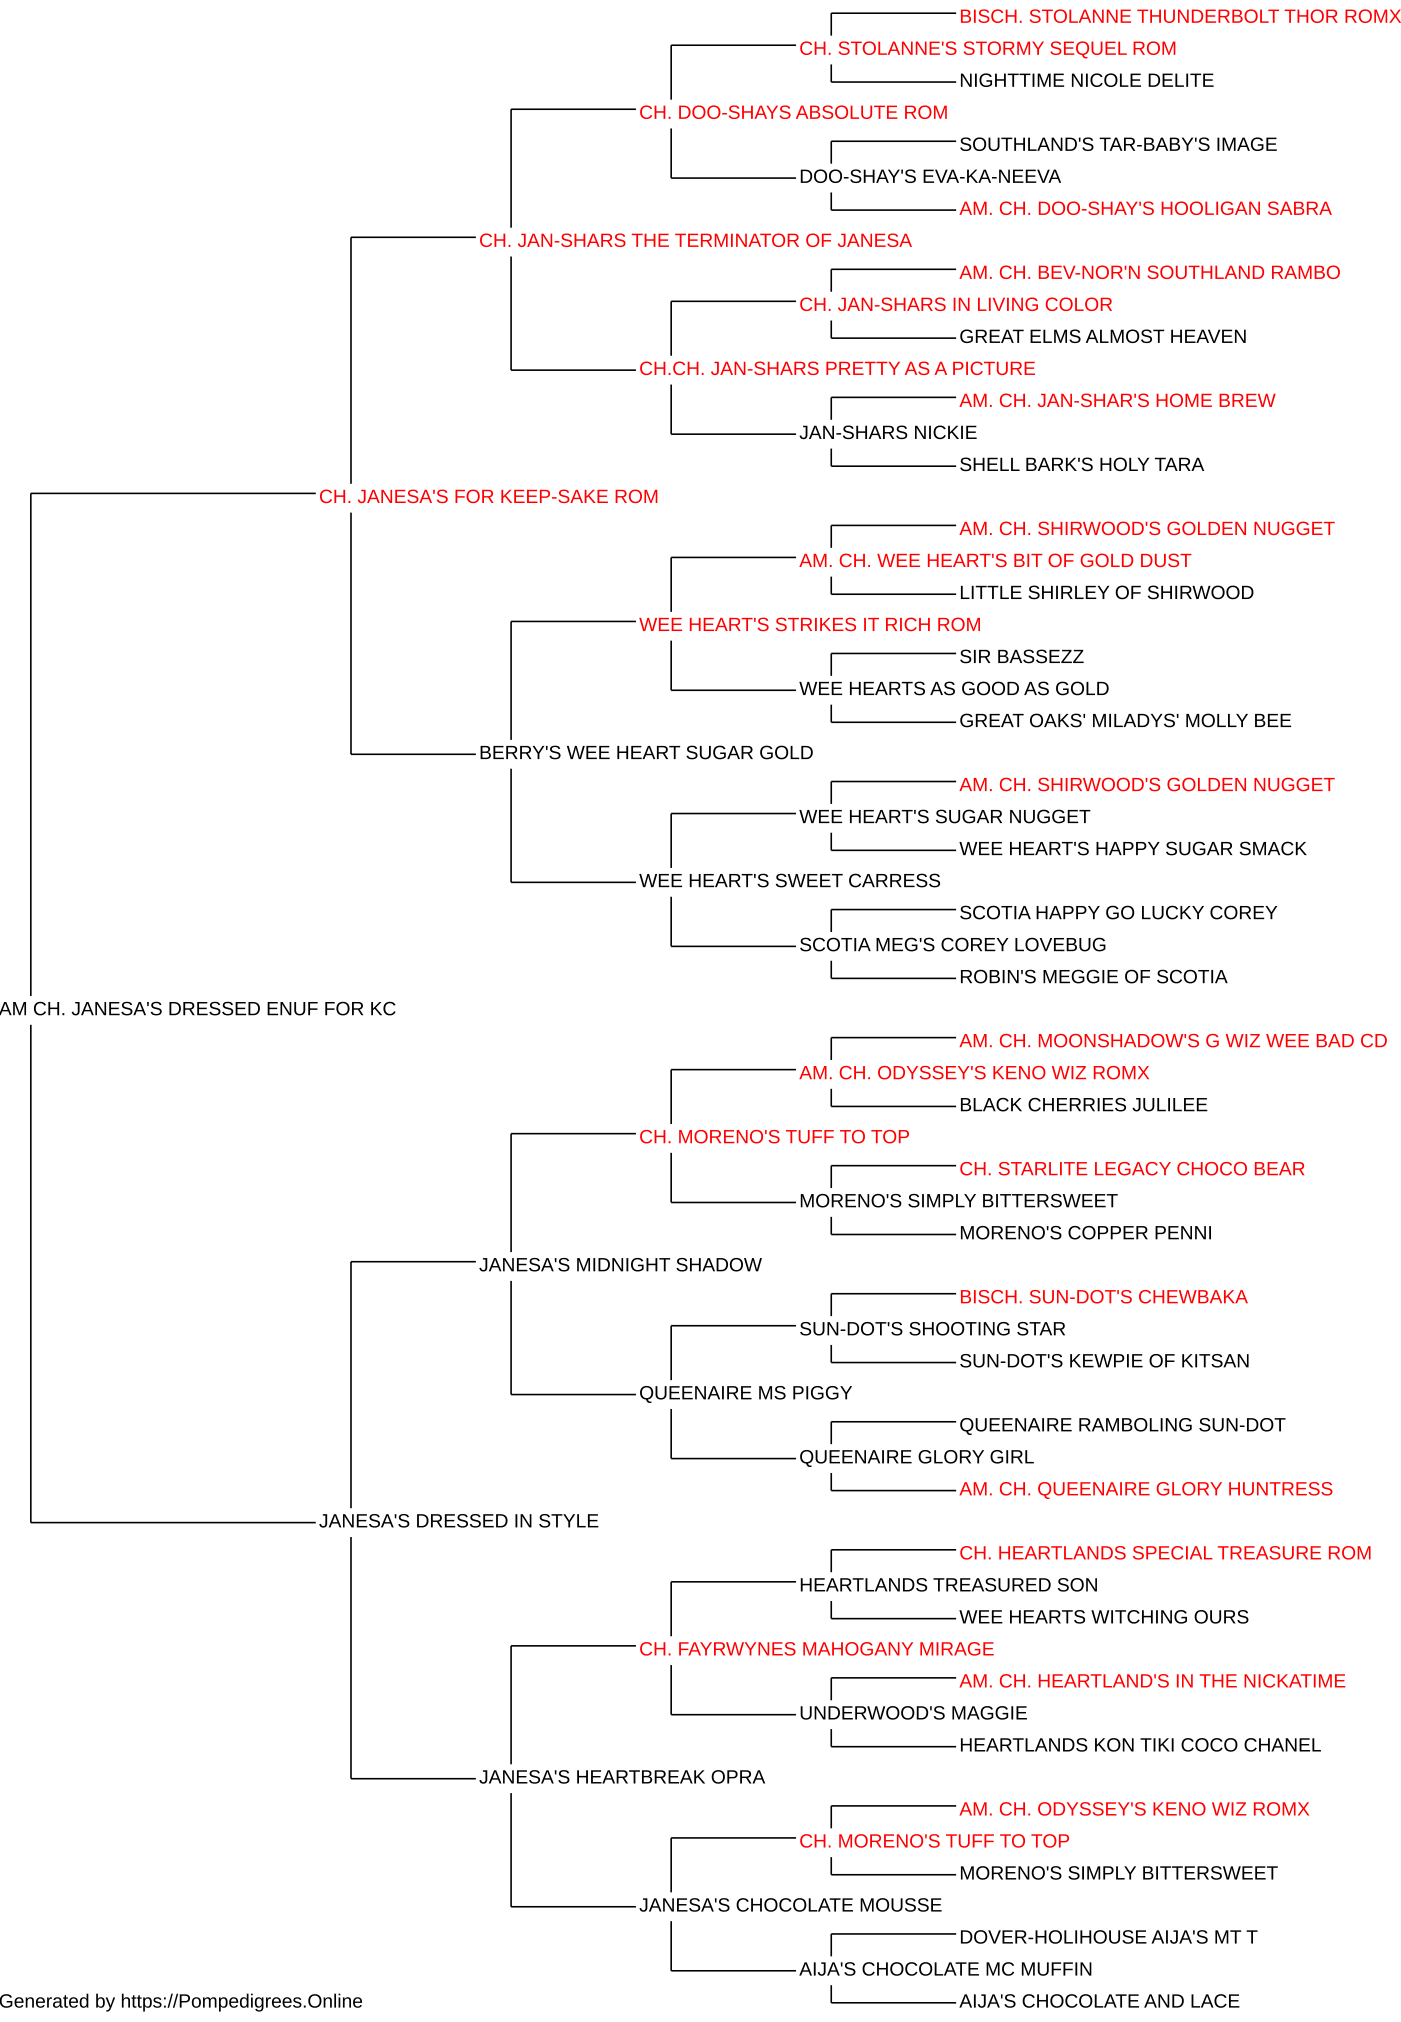 BISCH. STOLANNE THUNDERBOLT THOR ROMX
CH. STOLANNE'S STORMY SEQUEL ROM
NIGHTTIME NICOLE DELITE
CH. DOO-SHAYS ABSOLUTE ROM
SOUTHLAND'S TAR-BABY'S IMAGE
DOO-SHAY'S EVA-KA-NEEVA
AM. CH. DOO-SHAY'S HOOLIGAN SABRA
CH. JAN-SHARS THE TERMINATOR OF JANESA
AM. CH. BEV-NOR'N SOUTHLAND RAMBO
CH. JAN-SHARS IN LIVING COLOR
GREAT ELMS ALMOST HEAVEN
CH.CH. JAN-SHARS PRETTY AS A PICTURE
AM. CH. JAN-SHAR'S HOME BREW
JAN-SHARS NICKIE
SHELL BARK'S HOLY TARA
CH. JANESA'S FOR KEEP-SAKE ROM
AM. CH. SHIRWOOD'S GOLDEN NUGGET
AM. CH. WEE HEART'S BIT OF GOLD DUST
LITTLE SHIRLEY OF SHIRWOOD
WEE HEART'S STRIKES IT RICH ROM
SIR BASSEZZ
WEE HEARTS AS GOOD AS GOLD
GREAT OAKS' MILADYS' MOLLY BEE
BERRY'S WEE HEART SUGAR GOLD
AM. CH. SHIRWOOD'S GOLDEN NUGGET
WEE HEART'S SUGAR NUGGET
WEE HEART'S HAPPY SUGAR SMACK
WEE HEART'S SWEET CARRESS
SCOTIA HAPPY GO LUCKY COREY
SCOTIA MEG'S COREY LOVEBUG
ROBIN'S MEGGIE OF SCOTIA
AM CH. JANESA'S DRESSED ENUF FOR KC
AM. CH. MOONSHADOW'S G WIZ WEE BAD CD
AM. CH. ODYSSEY'S KENO WIZ ROMX
BLACK CHERRIES JULILEE
CH. MORENO'S TUFF TO TOP
CH. STARLITE LEGACY CHOCO BEAR
MORENO'S SIMPLY BITTERSWEET
MORENO'S COPPER PENNI
JANESA'S MIDNIGHT SHADOW
BISCH. SUN-DOT'S CHEWBAKA
SUN-DOT'S SHOOTING STAR
SUN-DOT'S KEWPIE OF KITSAN
QUEENAIRE MS PIGGY
QUEENAIRE RAMBOLING SUN-DOT
QUEENAIRE GLORY GIRL
AM. CH. QUEENAIRE GLORY HUNTRESS
JANESA'S DRESSED IN STYLE
CH. HEARTLANDS SPECIAL TREASURE ROM
HEARTLANDS TREASURED SON
WEE HEARTS WITCHING OURS
CH. FAYRWYNES MAHOGANY MIRAGE
AM. CH. HEARTLAND'S IN THE NICKATIME
UNDERWOOD'S MAGGIE
HEARTLANDS KON TIKI COCO CHANEL
JANESA'S HEARTBREAK OPRA
AM. CH. ODYSSEY'S KENO WIZ ROMX
CH. MORENO'S TUFF TO TOP
MORENO'S SIMPLY BITTERSWEET
JANESA'S CHOCOLATE MOUSSE
DOVER-HOLIHOUSE AIJA'S MT T
AIJA'S CHOCOLATE MC MUFFIN
AIJA'S CHOCOLATE AND LACE
Generated by https://Pompedigrees.Online